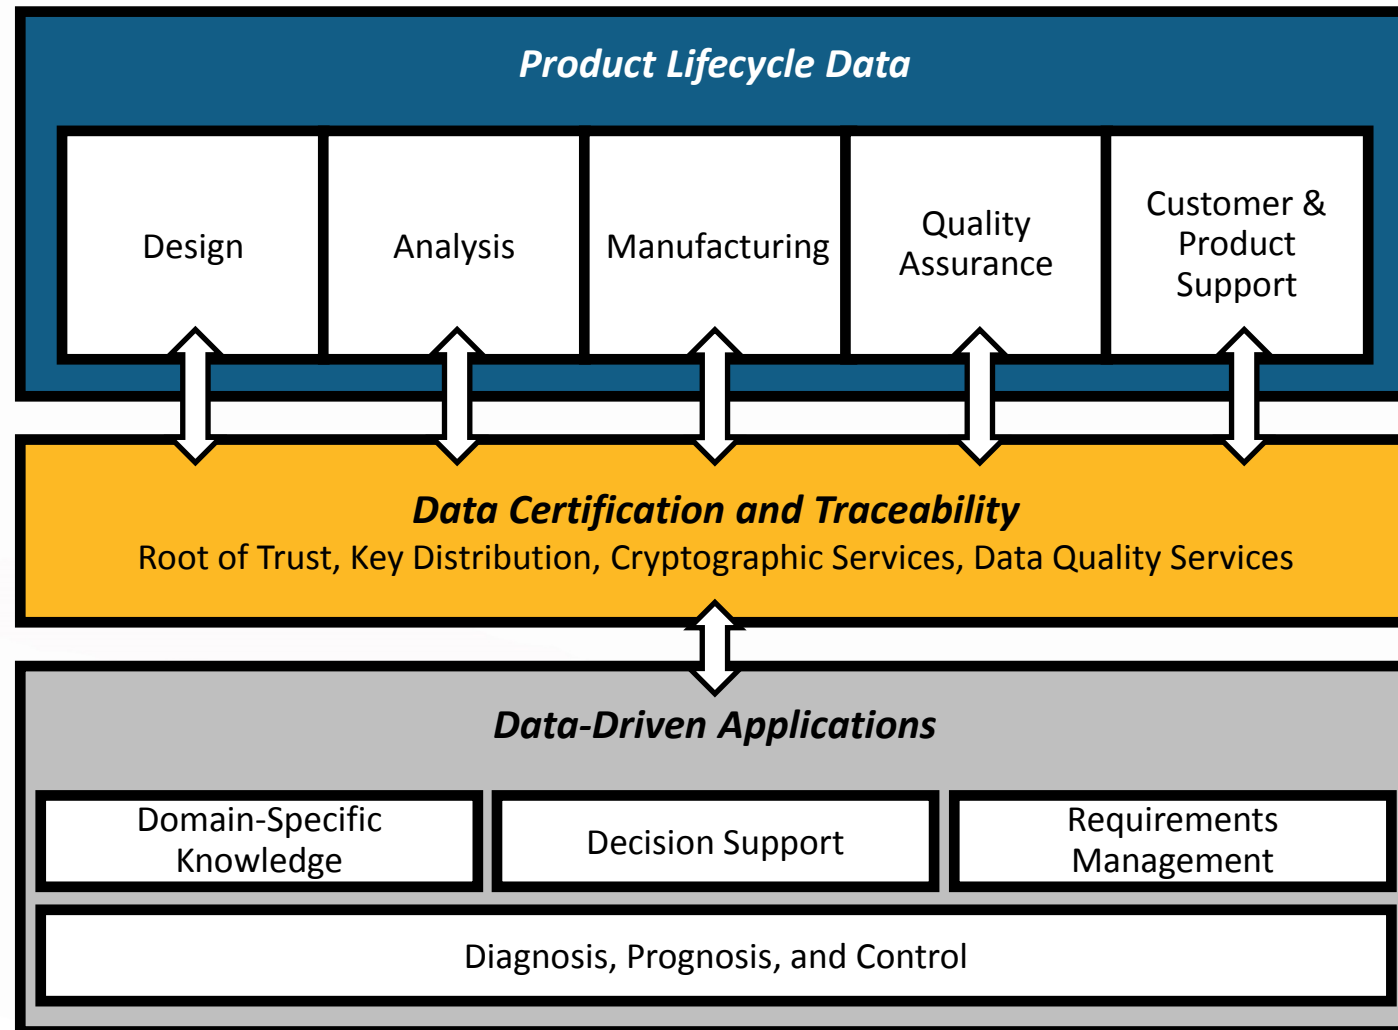 Product Lifecycle Data
Design
Analysis
Manufacturing
Quality
Assurance
Customer &
Product
Support
Data Certification and Traceability
Root of Trust, Key Distribution, Cryptographic Services, Data Quality Services
Data-Driven Applications
Domain-Specific
Knowledge
Decision Support
Requirements
Management
Diagnosis, Prognosis, and Control